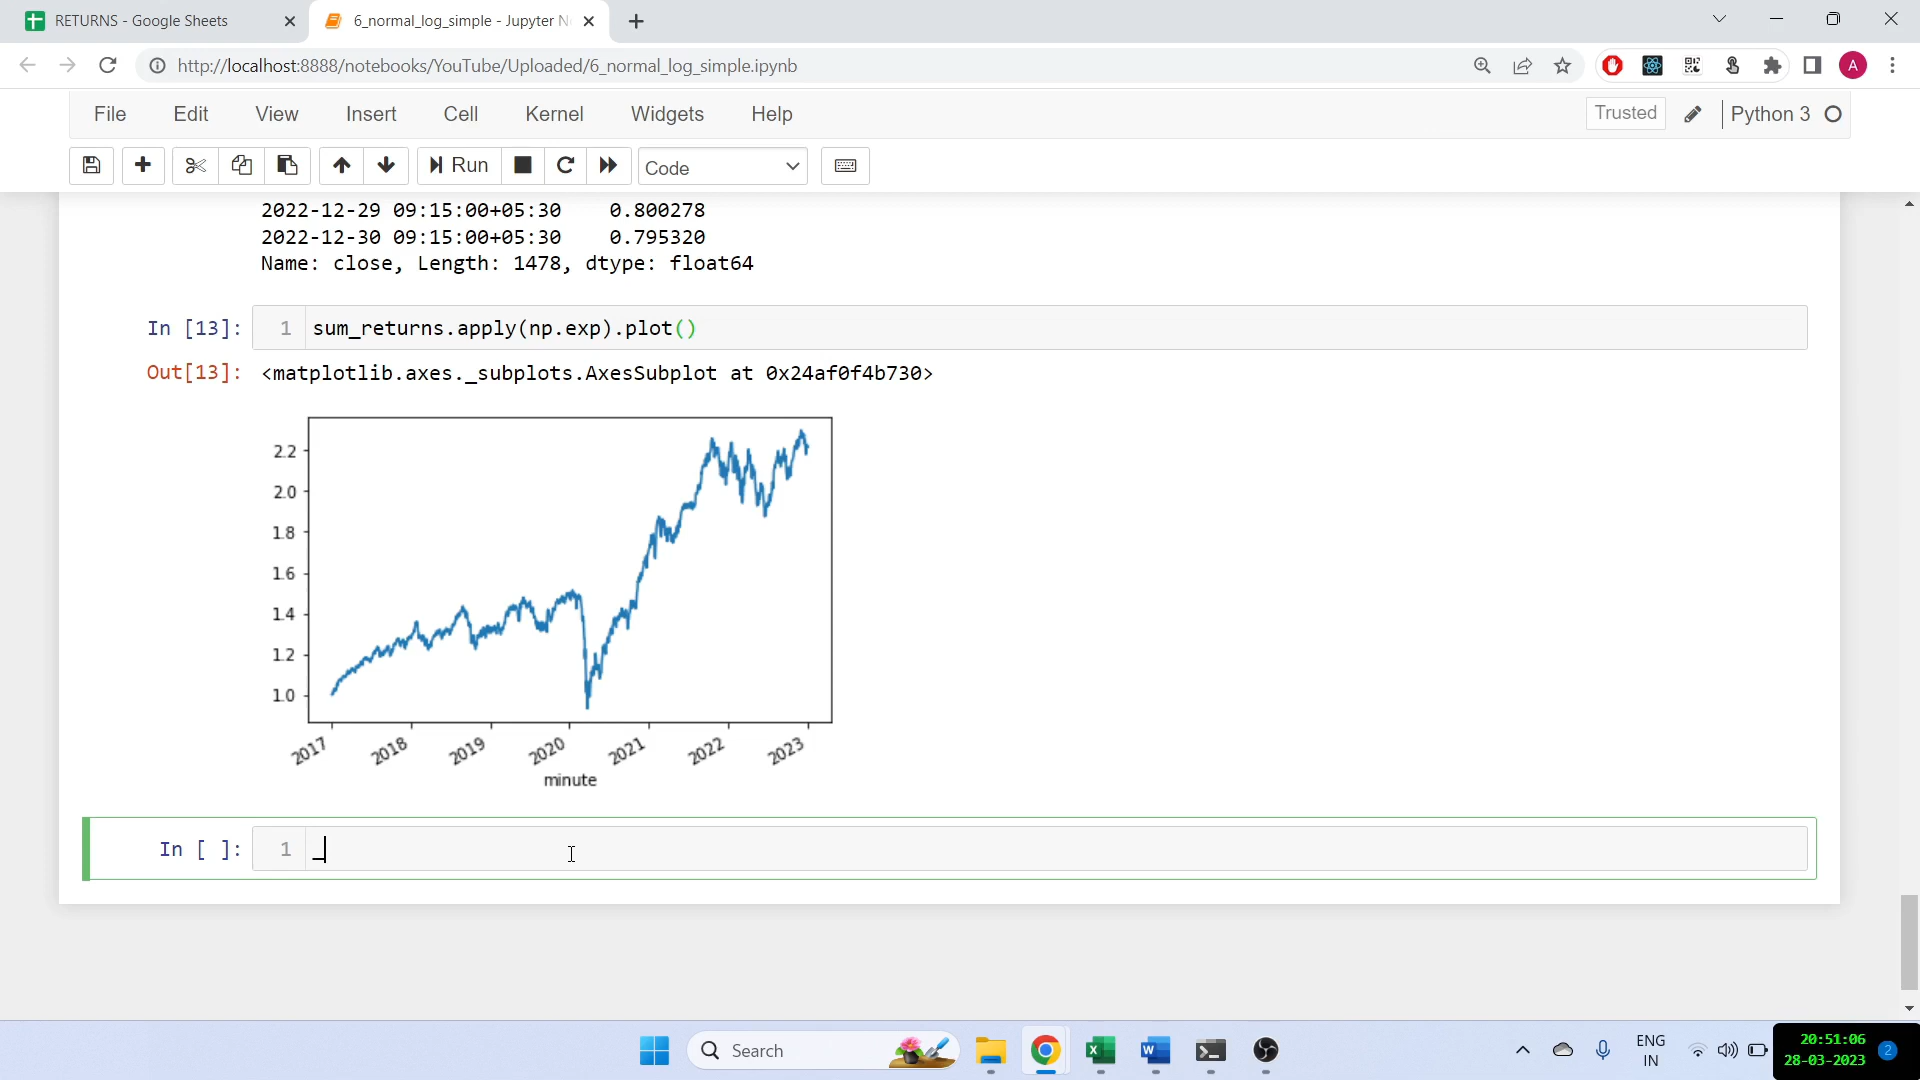 RETURNS - Google Sheets
6_normal_log_simple - Jupyter N
http://localhost:8888/notebooks/YouTube/Uploaded/6_normal_log_simple.ipynb
A
File Edit View Insert Cell Kernel Widgets Help
Trusted
Python 3
Run
Code
2022-12-29 09:15:00+05:30 0.800278
2022-12-30 09:15:00+05:30 0.795320
Name: close, Length: 1478, dtype: float64
In [13]: 1 sum_returns.apply(np.exp).plot()
Out[13]: <matplotlib.axes._subplots.AxesSubplot at 0x24af0f4b730>
2.2
2.0
1.8
1.6
1.4
1.2
1.0
2017 2018 2019 2020 2021 2022 2023
minute
In [ ]: 1 _
Search
ENG
IN
20:51:06
28-03-2023
2